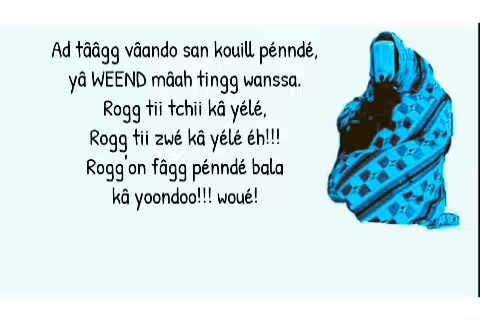 Ad tââgg vâando san kouill pénndé,
yâ WEEND mâah tingg wanssa.
Rogg tii tchii kâ yélé,
Rogg tii zwé kâ yélé éh!!!
Rogg'on fâgg pénndé bala
kâ yoondoo!!! woué!